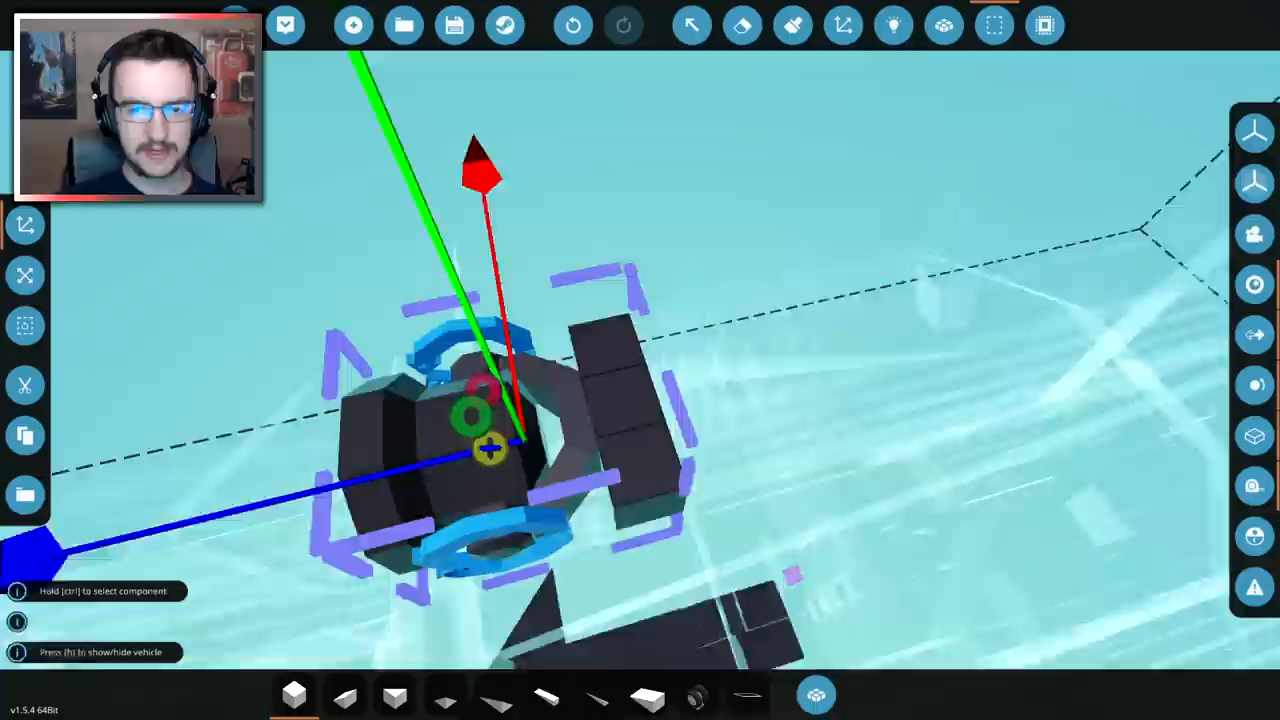 Hold [ctrl] to select component
Press [h] to show/hide vehicle
v1.5.4 64Bit